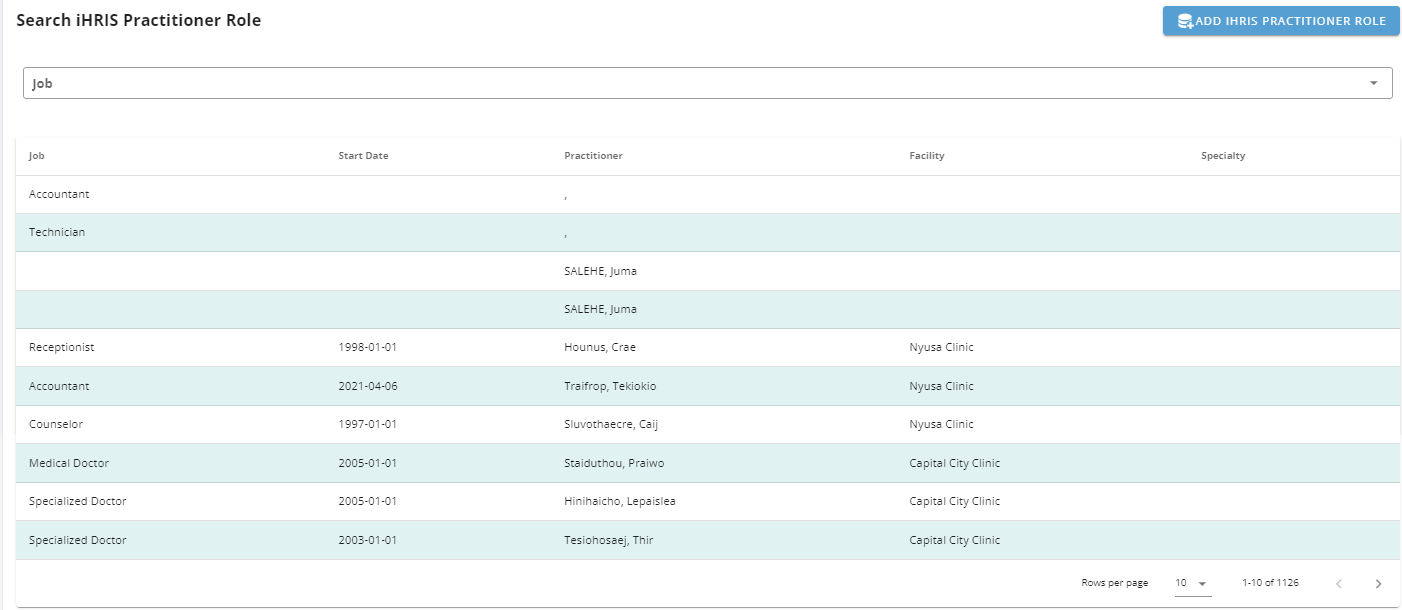 Search iHRIS Practitioner Role
ADD IHRIS PRACTITIONER ROLE
Job
Job Start Date Practitioner Facility Specialty
Accountant ,
Technician ,
SALEHE, Juma
SALEHE, Juma
Receptionist 1998-01-01 Hounus, Crae Nyusa Clinic
Accountant 2021-04-06 Traifrop, Tekiokio Nyusa Clinic
Counselor 1997-01-01 Sluvothaecre, Caij Nyusa Clinic
Medical Doctor 2005-01-01 Staiduthou, Praiwo Capital City Clinic
Specialized Doctor 2005-01-01 Hinihaicho, Lepaislea Capital City Clinic
Specialized Doctor 2003-01-01 Tesiohosaej, Thir Capital City Clinic
Rows per page 10 1-10 of 1126